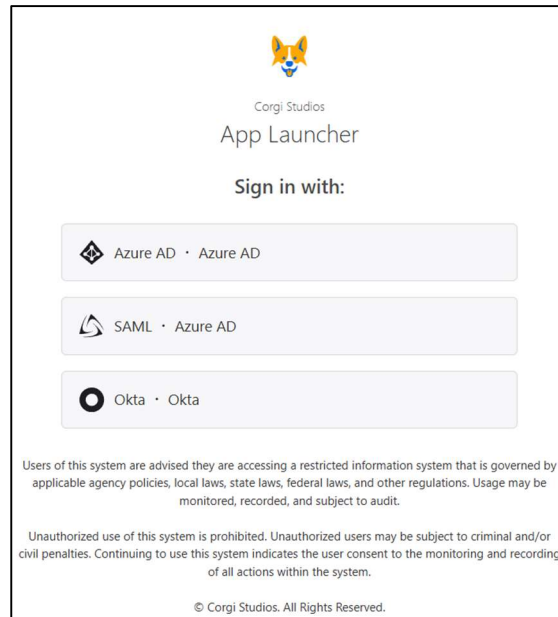 Corgi Studios
App Launcher
Sign in with:
Azure AD · Azure AD
SAML · Azure AD
Okta · Okta
Users of this system are advised they are accessing a restricted information system that is governed by
applicable agency policies, local laws, state laws, federal laws, and other regulations. Usage may be
monitored, recorded, and subject to audit.
Unauthorized use of this system is prohibited. Unauthorized users may be subject to criminal and/or
civil penalties. Continuing to use this system indicates the user consent to the monitoring and recording
of all actions within the system.
© Corgi Studios. All Rights Reserved.